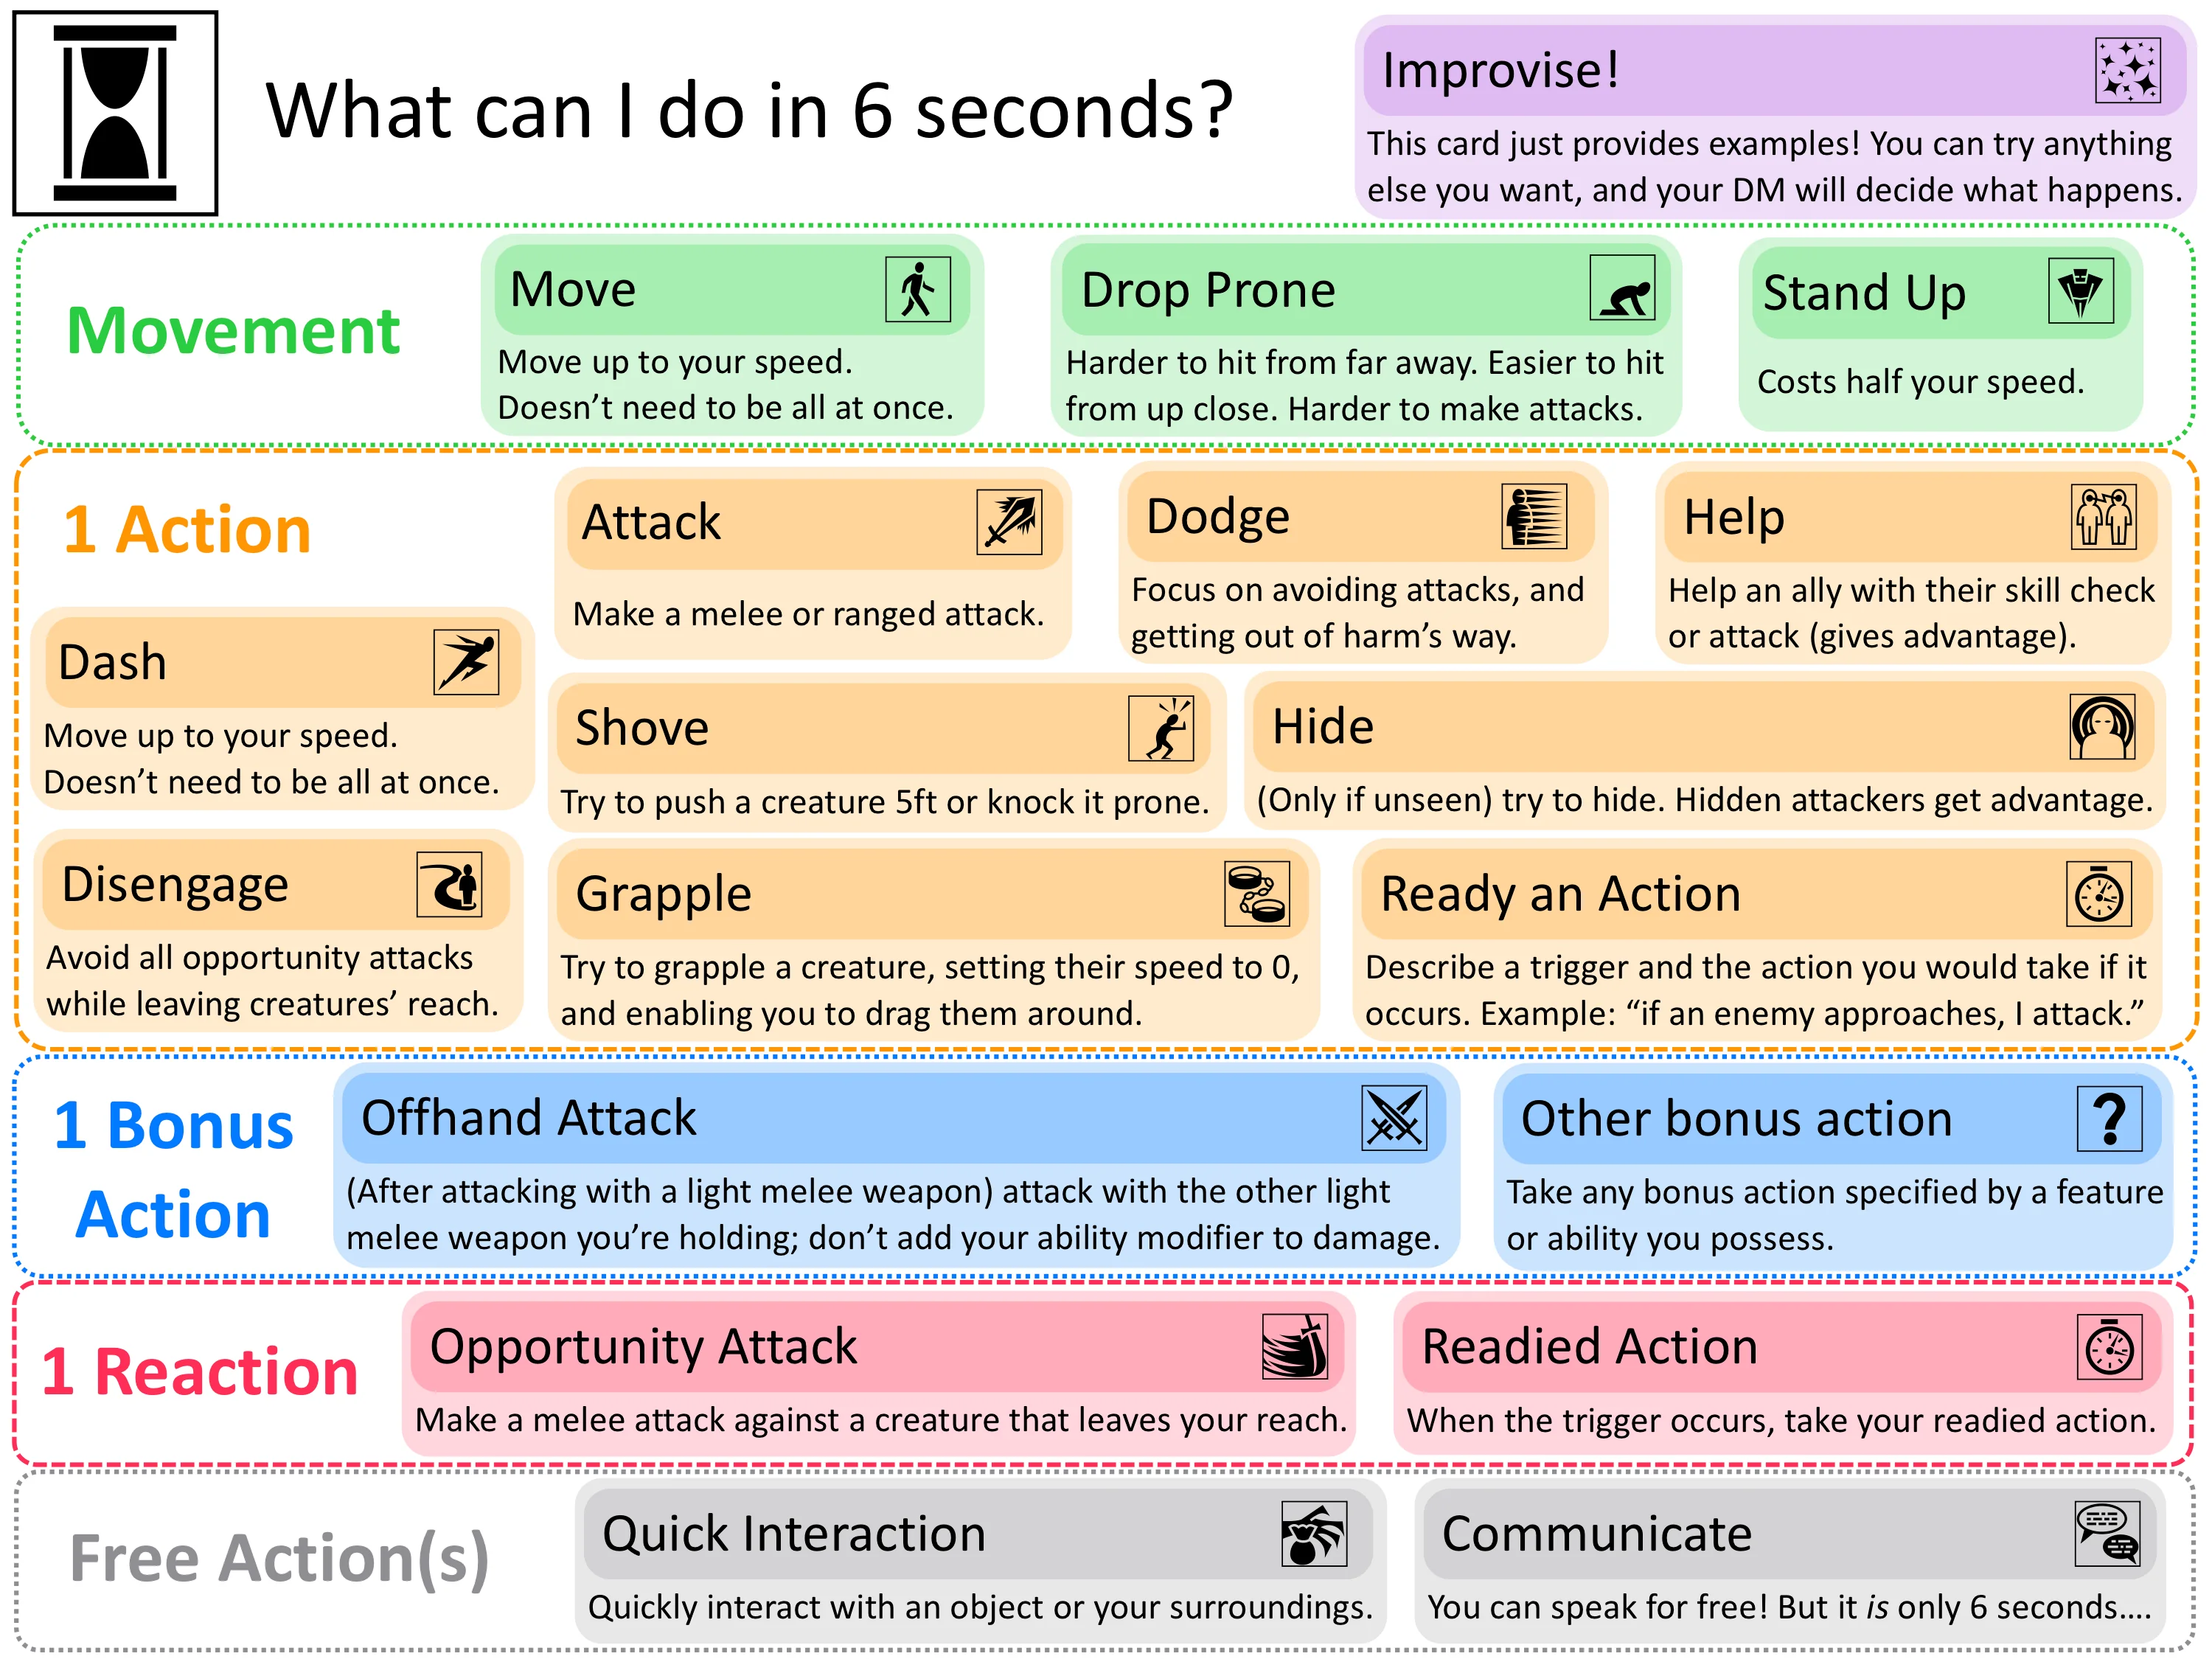 What can I do in 6 seconds?
Improvise!
This card just provides examples! You can try anything
else you want, and your DM will decide what happens.
Movement
Move
Move up to your speed.
Doesn’t need to be all at once.
Drop Prone
Harder to hit from far away. Easier to hit
from up close. Harder to make attacks.
Stand Up
Costs half your speed.
1 Action
Attack
Make a melee or ranged attack.
Dodge
Focus on avoiding attacks, and
getting out of harm’s way.
Help
Help an ally with their skill check
or attack (gives advantage).
Dash
Move up to your speed.
Doesn’t need to be all at once.
Shove
Try to push a creature 5ft or knock it prone.
Hide
(Only if unseen) try to hide. Hidden attackers get advantage.
Disengage
Avoid all opportunity attacks
while leaving creatures’ reach.
Grapple
Try to grapple a creature, setting their speed to 0,
and enabling you to drag them around.
Ready an Action
Describe a trigger and the action you would take if it
occurs. Example: “if an enemy approaches, I attack.”
1 Bonus
Action
Offhand Attack
(After attacking with a light melee weapon) attack with the other light
melee weapon you’re holding; don’t add your ability modifier to damage.
Other bonus action
?
Take any bonus action specified by a feature
or ability you possess.
1 Reaction
Opportunity Attack
Make a melee attack against a creature that leaves your reach.
Readied Action
When the trigger occurs, take your readied action.
Free Action(s)
Quick Interaction
Quickly interact with an object or your surroundings.
Communicate
You can speak for free! But it is only 6 seconds....